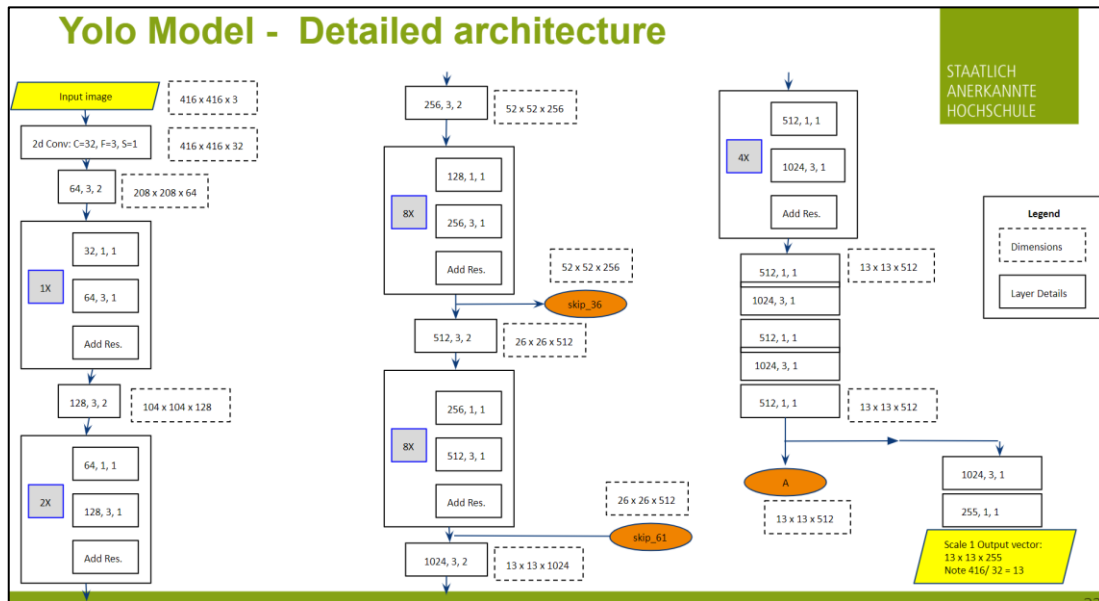 Yolo Model - Detailed architecture
STAATLICH
ANERKANNTE
HOCHSCHULE
Input image
416 x 416 x 3
2d Conv: C=32, F=3, S=1
416 x 416 x 32
64, 3, 2
208 x 208 x 64
1X
32, 1, 1
64, 3, 1
Add Res.
128, 3, 2
104 x 104 x 128
2X
64, 1, 1
128, 3, 1
Add Res.
256, 3, 2
52 x 52 x 256
8X
128, 1, 1
256, 3, 1
Add Res.
52 x 52 x 256
skip_36
512, 3, 2
26 x 26 x 512
8X
256, 1, 1
512, 3, 1
Add Res.
26 x 26 x 512
skip_61
1024, 3, 2
13 x 13 x 1024
4X
512, 1, 1
1024, 3, 1
Add Res.
512, 1, 1
13 x 13 x 512
1024, 3, 1
512, 1, 1
1024, 3, 1
512, 1, 1
13 x 13 x 512
A
13 x 13 x 512
1024, 3, 1
255, 1, 1
Scale 1 Output vector:
13 x 13 x 255
Note 416/ 32 = 13
Legend
Dimensions
Layer Details